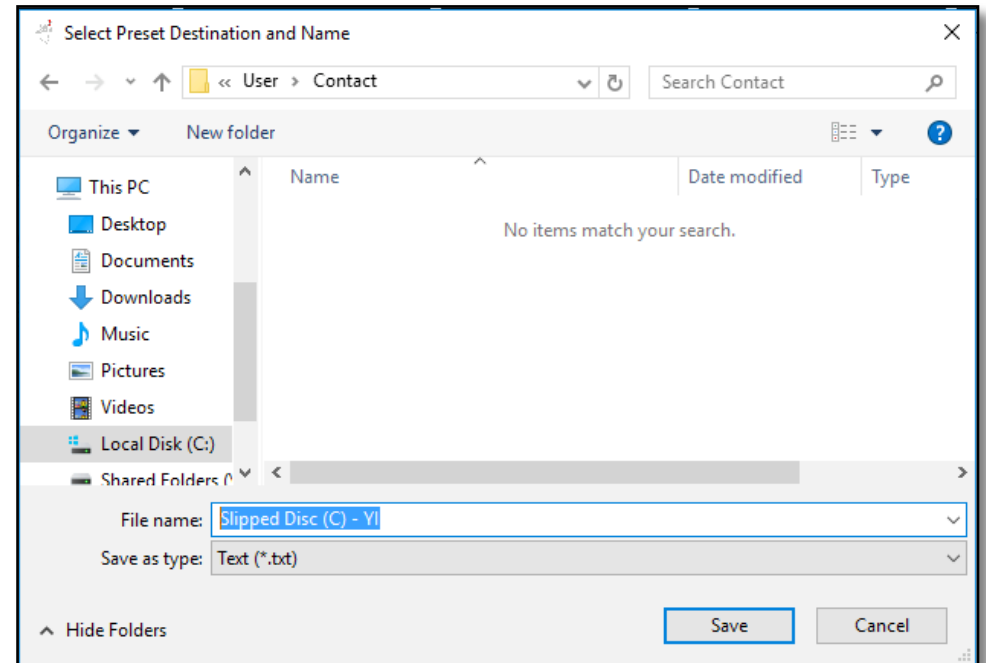 Select Preset Destination and Name
« User > Contact
Search Contact
Organize
New folder
?
Name
Date modified
Type
No items match your search.
This PC
Desktop
Documents
Downloads
Music
Pictures
Videos
Local Disk (C:)
Shared Folders (
File name: Slipped Disc (C) - YI
Save as type: Text (*.txt)
Hide Folders
Save
Cancel